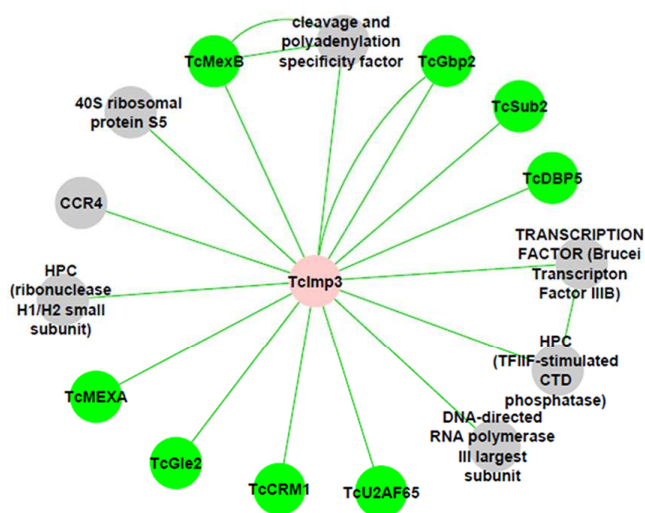 cleavage and
polyadenylation
specificity factor
TcMexB
TcGbp2
40S ribosomal
protein S5
TcSub2
TcDBP5
CCR4
TRANSCRIPTION
FACTOR (Brucei
Transcripton
Factor IIIB)
HPC
(ribonuclease
H1/H2 small
subunit)
TcImp3
HPC
(TFIIF-stimulated
CTD
phosphatase)
TcMEXA
DNA-directed
RNA polymerase
III largest
subunit
TcGle2
TcCRM1
TcU2AF65